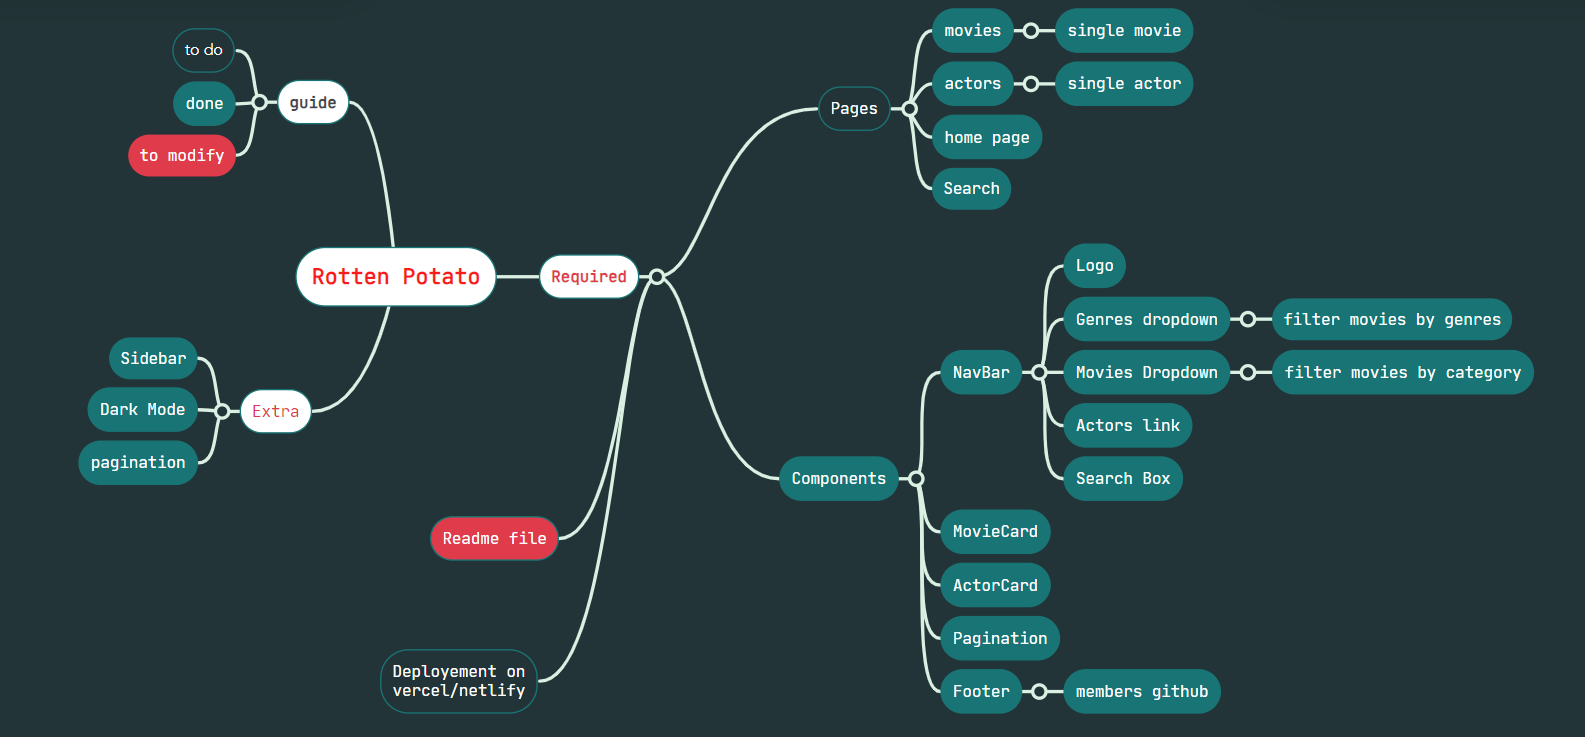 to do
done
to modify
guide
Rotten Potato
Required
Sidebar
Dark Mode
pagination
Extra
Readme file
Deployement on
vercel/netlify
Pages
movies
single movie
actors
single actor
home page
Search
Components
NavBar
Logo
Genres dropdown
filter movies by genres
Movies Dropdown
filter movies by category
Actors link
Search Box
MovieCard
ActorCard
Pagination
Footer
members github